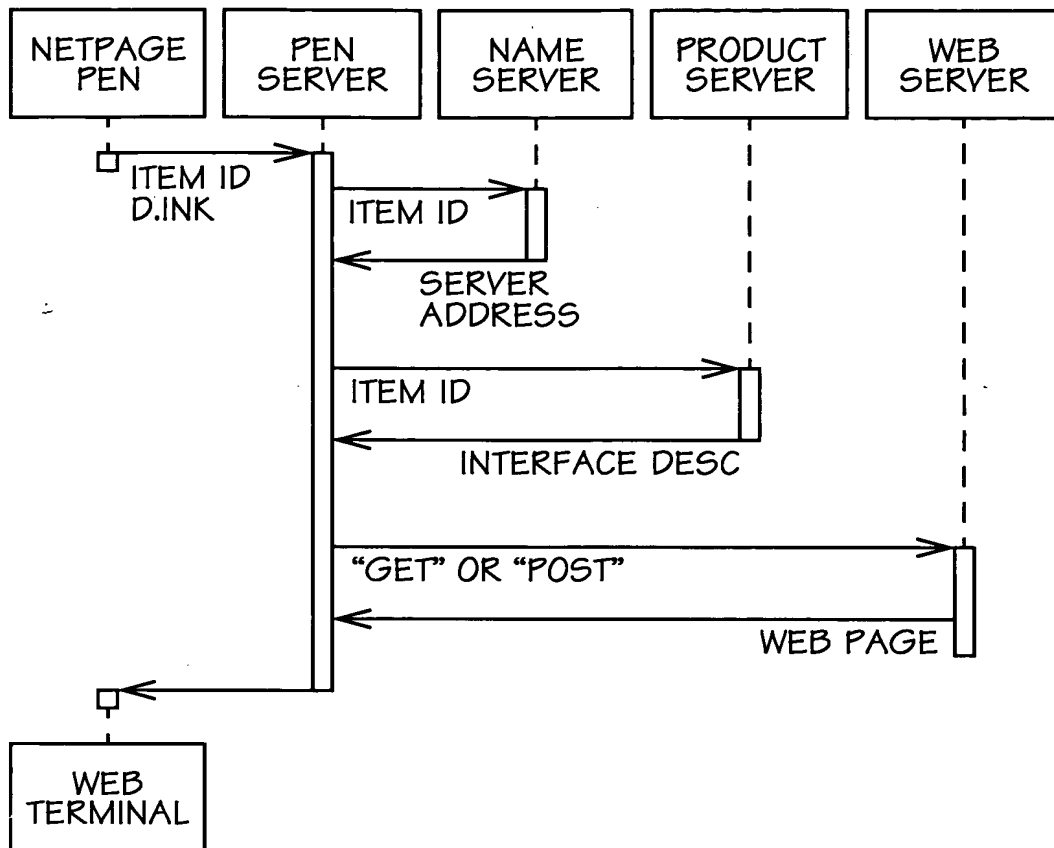 NETPAGE
PEN
PEN
SERVER
NAME
SERVER
PRODUCT
SERVER
WEB
SERVER
ITEM ID
D.INK
ITEM ID
SERVER
ADDRESS
ITEM ID
INTERFACE DESC
“GET” OR “POST”
WEB PAGE
WEB
TERMINAL